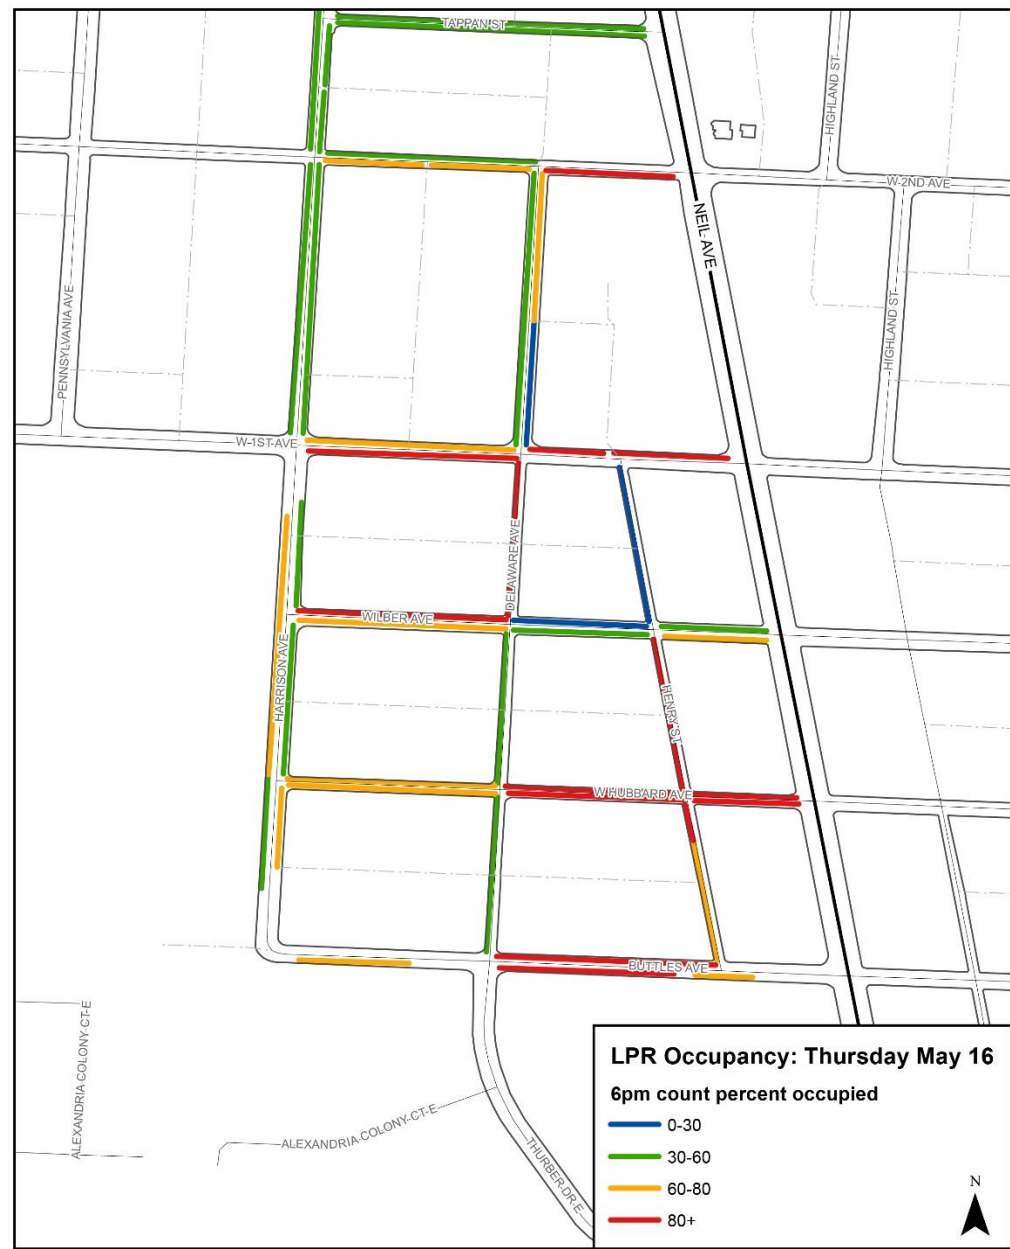 TAPPAN ST
HIGHLAND ST
W 2ND AVE
NEIL AVE
PENNSYLVANIA AVE
HIGHLAND ST
W 1ST AVE
DELAWARE AVE
WILBER AVE
HARRISON AVE
HENRY ST
W HUBBARD AVE
BUTTLES AVE
ALEXANDRIA COLONY CT E
ALEXANDRIA COLONY CT E
THURBER DR E
LPR Occupancy: Thursday May 16
6pm count percent occupied
0-30
30-60
60-80
80+
N